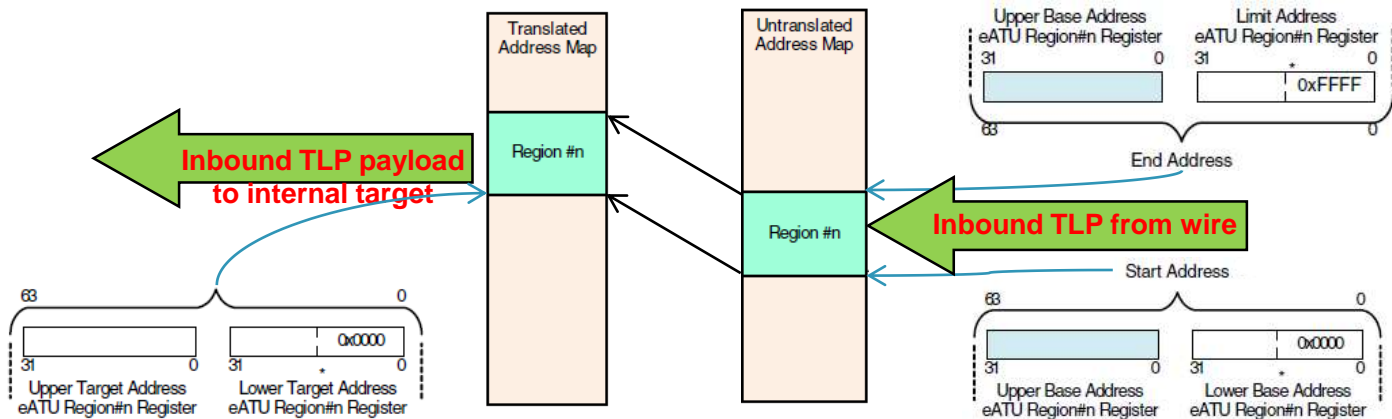 Translated
Address Map
Region #n
Untranslated
Address Map
Region #n
Inbound TLP payload
to internal target
Inbound TLP from wire
Upper Base Address
eATU Region#n Register
31 0
Limit Address
eATU Region#n Register
31 * 0
0xFFFF
63 0
End Address
Start Address
63 0
0x0000
31 0
31 * 0
Upper Base Address
eATU Region#n Register
Lower Base Address
eATU Region#n Register
63 0
0x0000
31 0
31 * 0
Upper Target Address
eATU Region#n Register
Lower Target Address
eATU Region#n Register